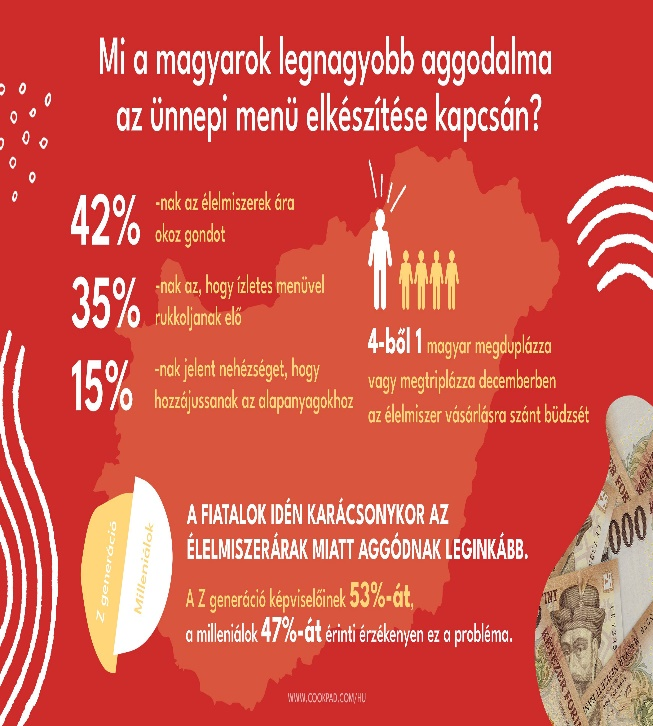 Mi a magyarok legnagyobb aggodalma
az ünnepi menü elkészítése kapcsán?
42%
-nak az élelmiszerek ára
okoz gondot
35%
-nak az, hogy ízletes menüvel
rukkoljanak elő
15%
-nak jelent nehézséget, hogy
hozzájussanak az alapanyagokhoz
4-ből 1 magyar megduplázza
vagy megtriplázza decemberben
az élelmiszer vásárlásra szánt büdzsét
Z generáció
Milleniálok
A FIATALOK IDÉN KARÁCSONYKOR AZ
ÉLELMISZERÁRAK MIATT AGGÓDNAK LEGINKÁBB.
A Z generáció képviselőinek 53%-át,
a milleniálok 47%-át érinti érzékenyen ez a probléma.
WWW.COOKPAD.COM/HU